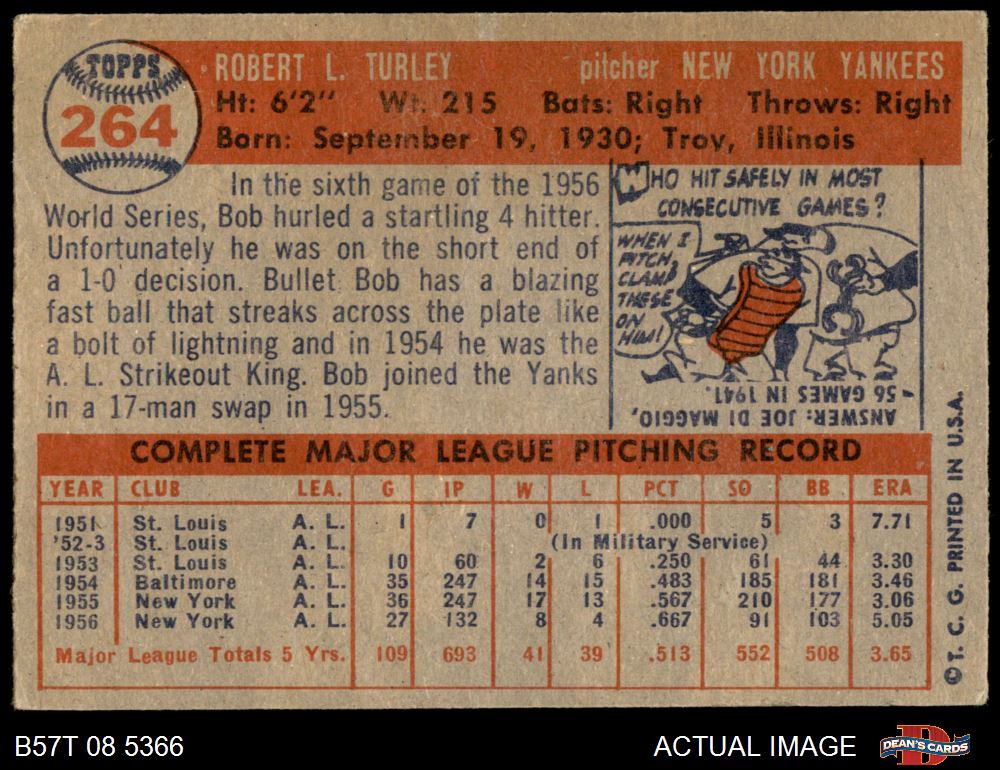 TOPPS
264
ROBERT L. TURLEY pitcher NEW YORK YANKEES
Ht: 6'2" Wt. 215 Bats: Right Throws: Right
Born: September 19, 1930; Troy, Illinois
In the sixth game of the 1956
World Series, Bob hurled a startling 4 hitter.
Unfortunately he was on the short end of
a 1-0 decision. Bullet Bob has a blazing
fast ball that streaks across the plate like
a bolt of lightning and in 1954 he was the
A. L. Strikeout King. Bob joined the Yanks
in a 17-man swap in 1955.
WHO HIT SAFELY IN MOST
CONSECUTIVE GAMES?
WHEN I
PITCH,
CLAMP
THESE
ON
HIM!
ANSWER: JOE DI MAGGIO,
- 56 GAMES IN 1941.
COMPLETE MAJOR LEAGUE PITCHING RECORD
YEAR CLUB LEA. G IP W L PCT SO BB ERA
1951 St. Louis A. L. 1 7 0 1 .000 5 3 7.71
'52-3 St. Louis A. L. (In Military Service)
1953 St. Louis A. L. 10 60 2 6 .250 61 44 3.30
1954 Baltimore A. L. 35 247 14 15 .483 185 181 3.46
1955 New York A. L. 36 247 17 13 .567 210 177 3.06
1956 New York A. L. 27 132 8 4 .667 91 103 5.05
Major League Totals 5 Yrs. 109 693 41 39 .513 552 508 3.65
©T. C. G. PRINTED IN U.S.A.
B57T 08 5366
ACTUAL IMAGE
D
DEAN'S CARDS